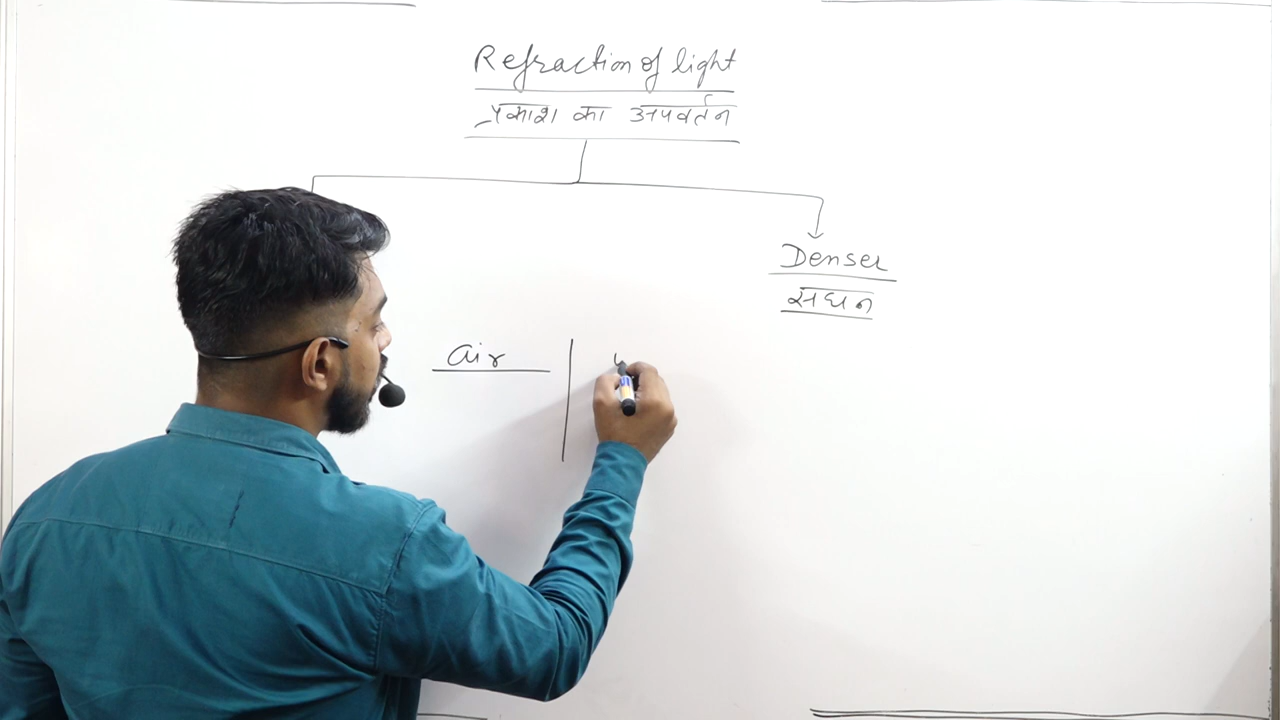 Refraction of light
प्रकाश का अपवर्तन
Denser
सघन
air